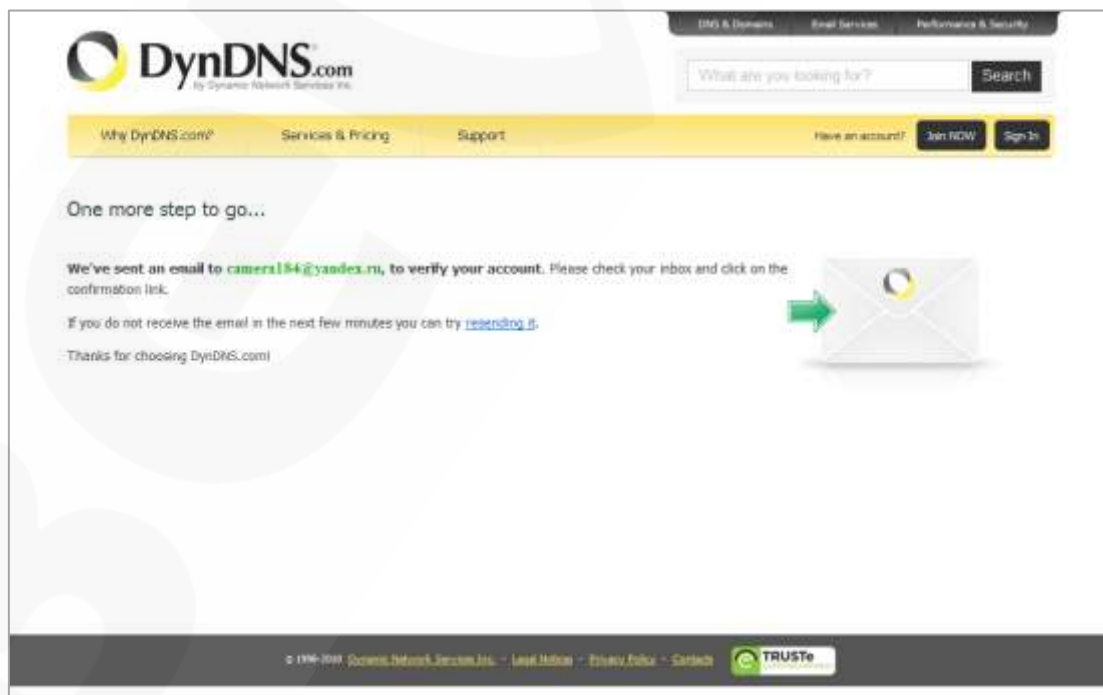 DNS & Domains Email Services Performance & Security
DynDNS.com
by Dynamic Network Services Inc.
What are you looking for? Search
Why DynDNS.com? Services & Pricing Support Have an account? Join NOW Sign In
One more step to go...
We've sent an email to camera184@yandex.ru, to verify your account. Please check your inbox and click on the
confirmation link.
If you do not receive the email in the next few minutes you can try resending it.
Thanks for choosing DynDNS.com!
© 1998-2010 Dynamic Network Services Inc. - Legal Notices - Privacy Policy - Contacts TRUSTe